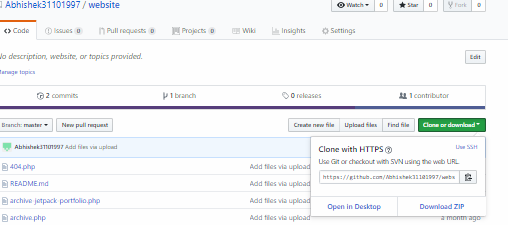 Abhishek31101997 / website
Watch 0 Star 0 Fork 0
Code Issues 0 Pull requests 0 Projects 0 Wiki Insights Settings
No description, website, or topics provided.
Edit
Manage topics
2 commits 1 branch 0 releases 1 contributor
Branch: master New pull request Create new file Upload files Find file Clone or download
Abhishek31101997 Add files via upload
Clone with HTTPS Use SSH
Use Git or checkout with SVN using the web URL.
https://github.com/Abhishek31101997/webs
Open in Desktop Download ZIP
404.php Add files via upload
README.md Add files via upload
archive-jetpack-portfolio.php Add files via upload
archive.php Add files via upload a month ago